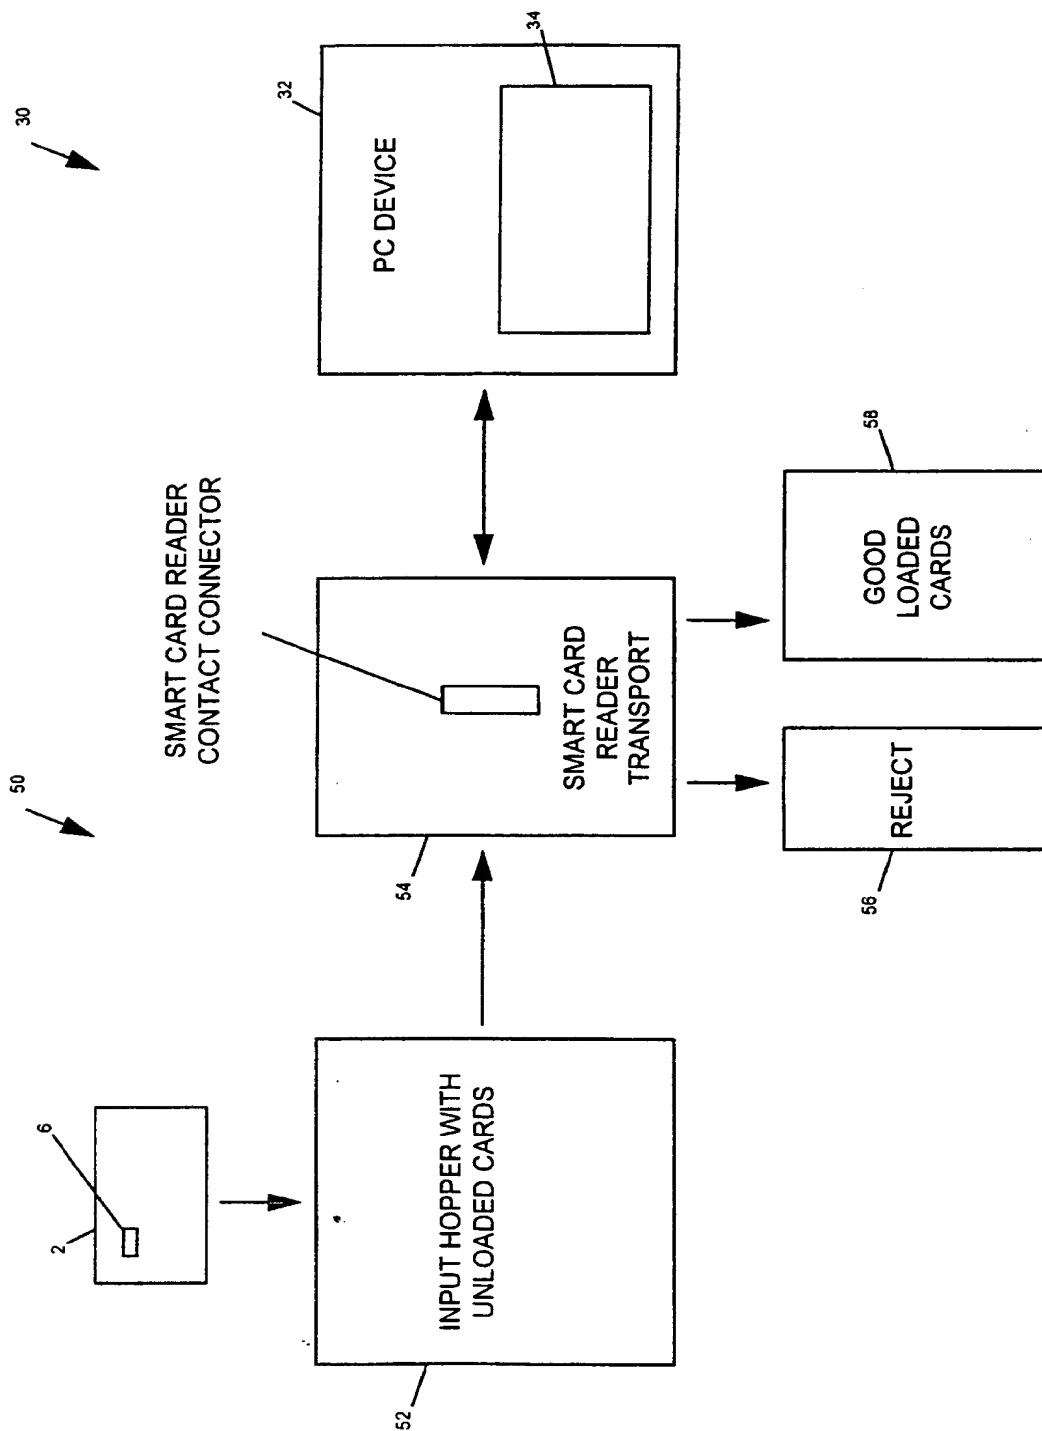 50
30
6
2
SMART CARD READER
CONTACT CONNECTOR
32
52
54
PC DEVICE
INPUT HOPPER WITH
UNLOADED CARDS
34
SMART CARD
READER
TRANSPORT
56
58
REJECT
GOOD
LOADED
CARDS